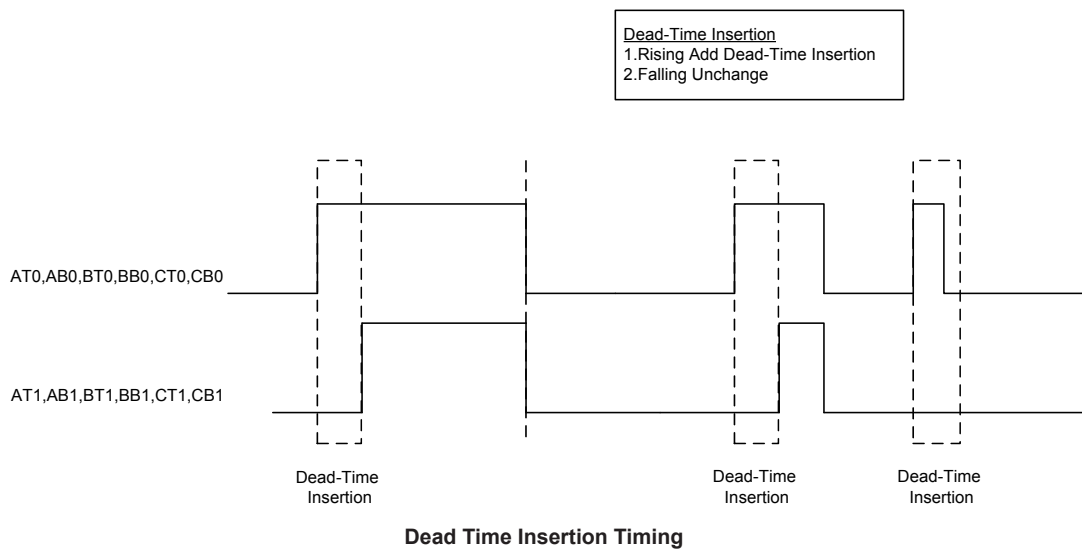 Dead-Time Insertion
1.Rising Add Dead-Time Insertion
2.Falling Unchange
AT0,AB0,BT0,BB0,CT0,CB0
AT1,AB1,BT1,BB1,CT1,CB1
Dead-Time
Insertion
Dead-Time
Insertion
Dead-Time
Insertion
Dead Time Insertion Timing